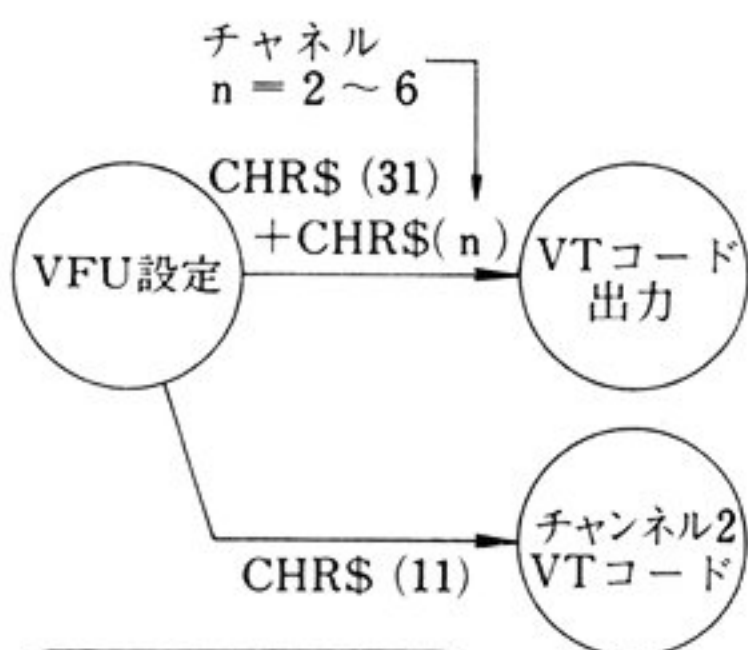 チャネル
n = 2 ～ 6
CHR$ (31)
+CHR$( n )
VFU設定
VTコード
出力
チャンネル2
VTコード
CHR$ (11)